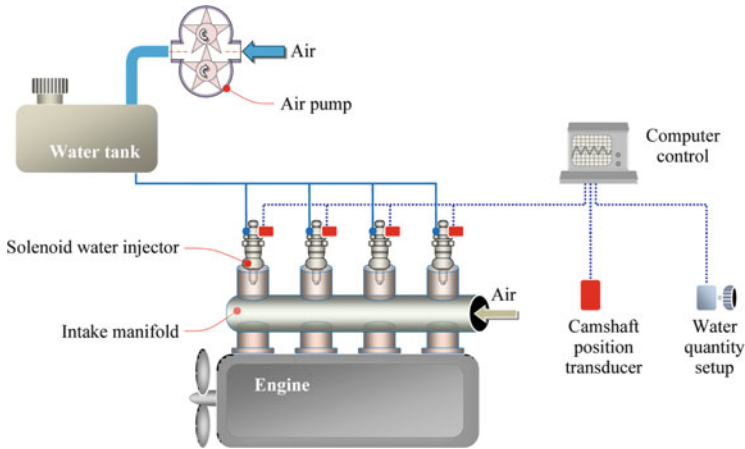 Air
Air pump
Water tank
Computer
control
Solenoid water injector
Air
Intake manifold
Camshaft
position
transducer
Water
quantity
setup
Engine